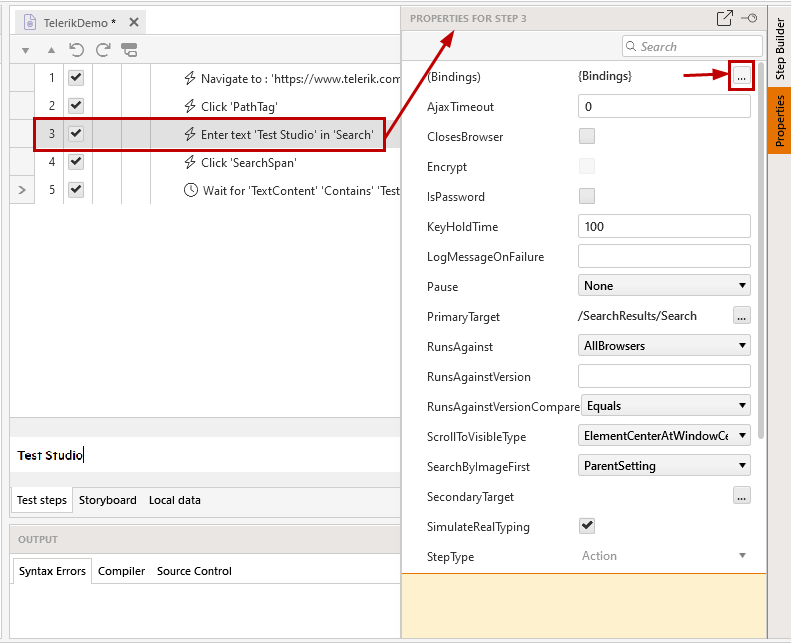 TelerikDemo *
PROPERTIES FOR STEP 3
Search
1 Navigate to : 'https://www.telerik.com
2 Click 'PathTag'
3 Enter text 'Test Studio' in 'Search'
4 Click 'SearchSpan'
5 Wait for 'TextContent' 'Contains' 'Test
Test Studio
Test steps Storyboard Local data
OUTPUT
Syntax Errors Compiler Source Control
(Bindings) {Bindings} ...
AjaxTimeout 0
ClosesBrowser
Encrypt
IsPassword
KeyHoldTime 100
LogMessageOnFailure
Pause None
PrimaryTarget /SearchResults/Search ...
RunsAgainst AllBrowsers
RunsAgainstVersion
RunsAgainstVersionCompare Equals
ScrollToVisibleType ElementCenterAtWindowCe
SearchByImageFirst ParentSetting
SecondaryTarget ...
SimulateRealTyping
StepType Action
Step Builder
Properties